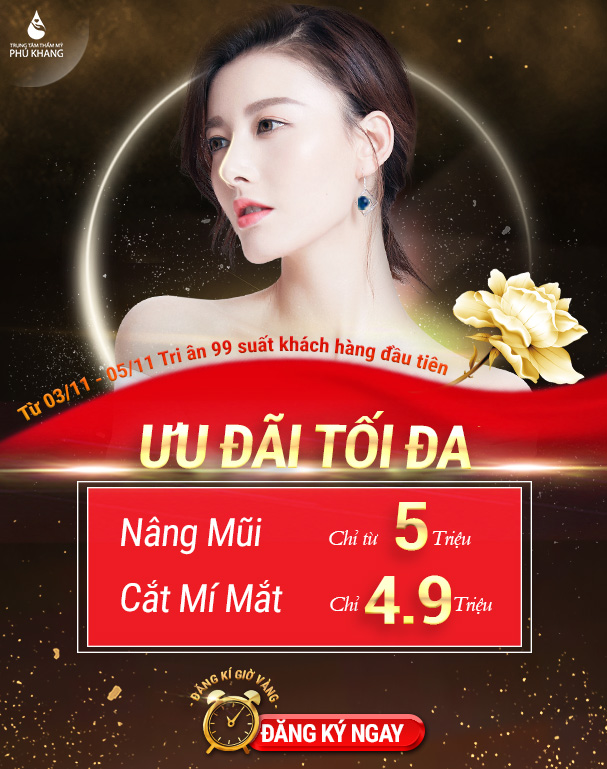 TRUNG TÂM THẨM MỸ
PHÚ KHANG
Từ 03/11 - 05/11 Tri ân 99 suất khách hàng đầu tiên
ƯU ĐÃI TỐI ĐA
Nâng Mũi Chỉ từ 5 Triệu
Cắt Mí Mắt Chỉ 4.9 Triệu
ĐĂNG KÍ GIỜ VÀNG
ĐĂNG KÝ NGAY